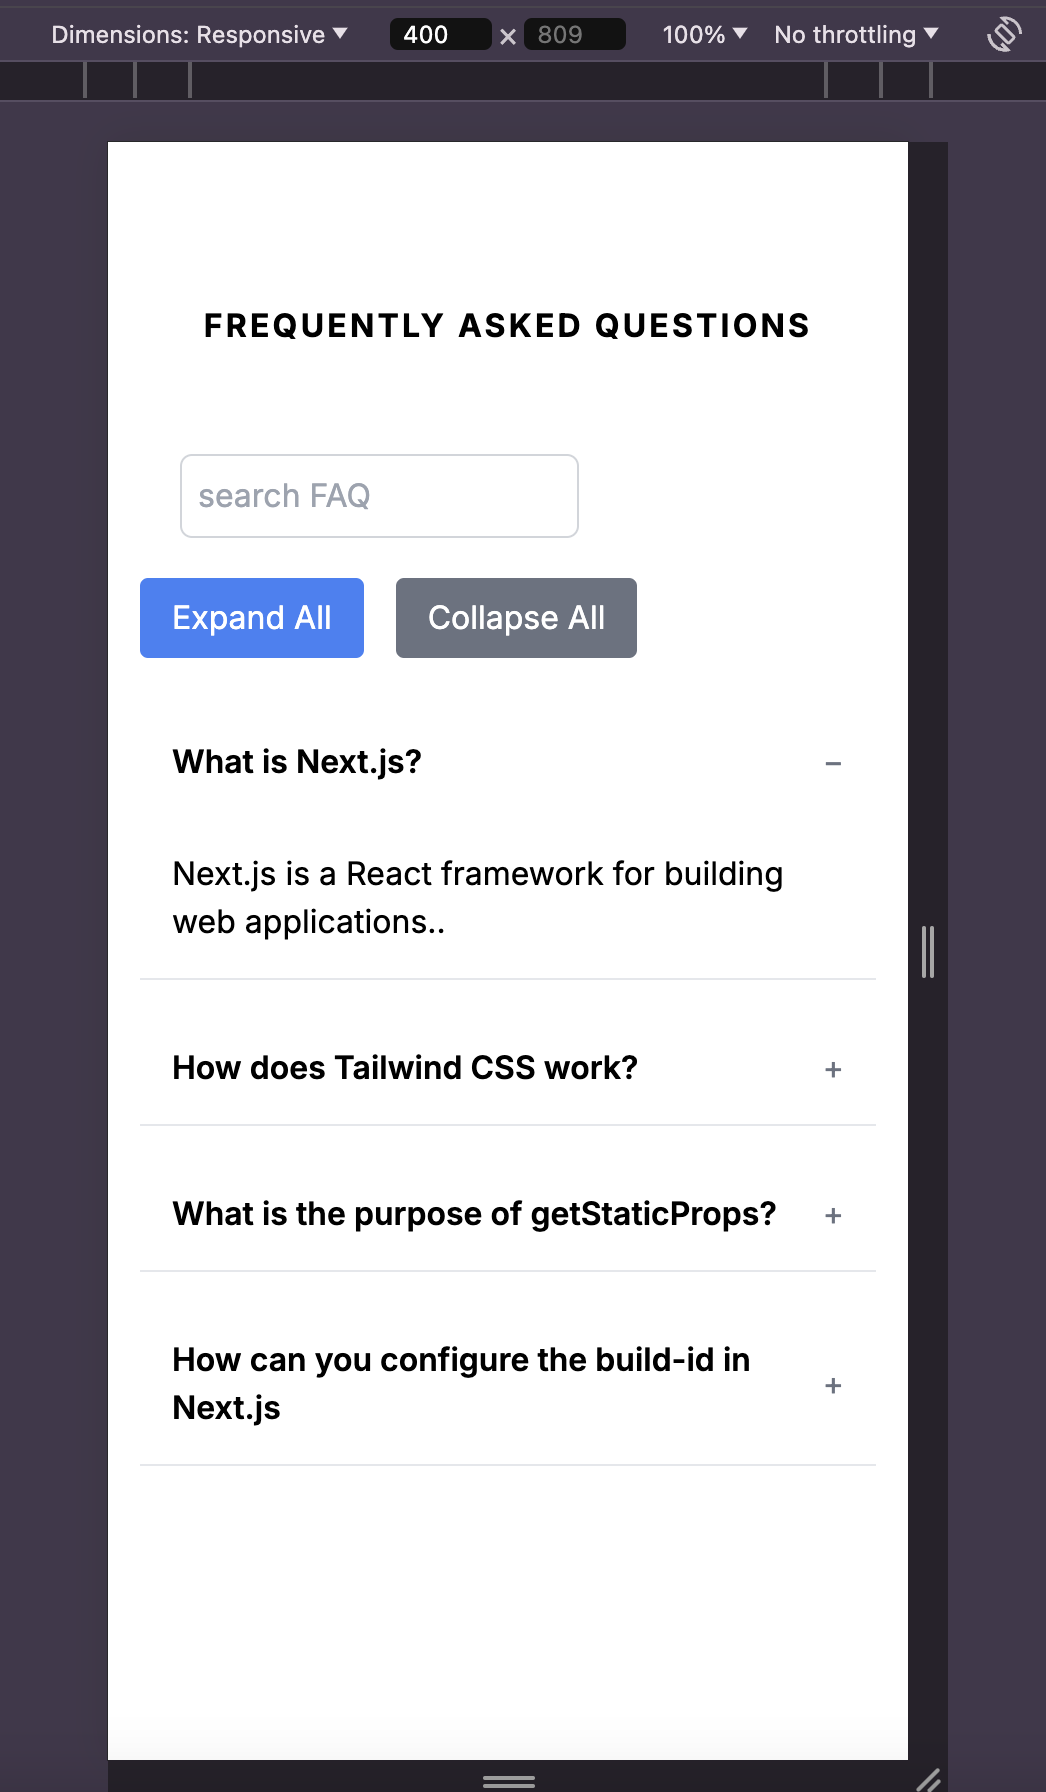 Dimensions: Responsive ▼ 400 × 809 100% ▼ No throttling ▼
FREQUENTLY ASKED QUESTIONS
search FAQ
Expand All Collapse All
What is Next.js? −
Next.js is a React framework for building
web applications..
How does Tailwind CSS work? +
What is the purpose of getStaticProps? +
How can you configure the build-id in
Next.js +